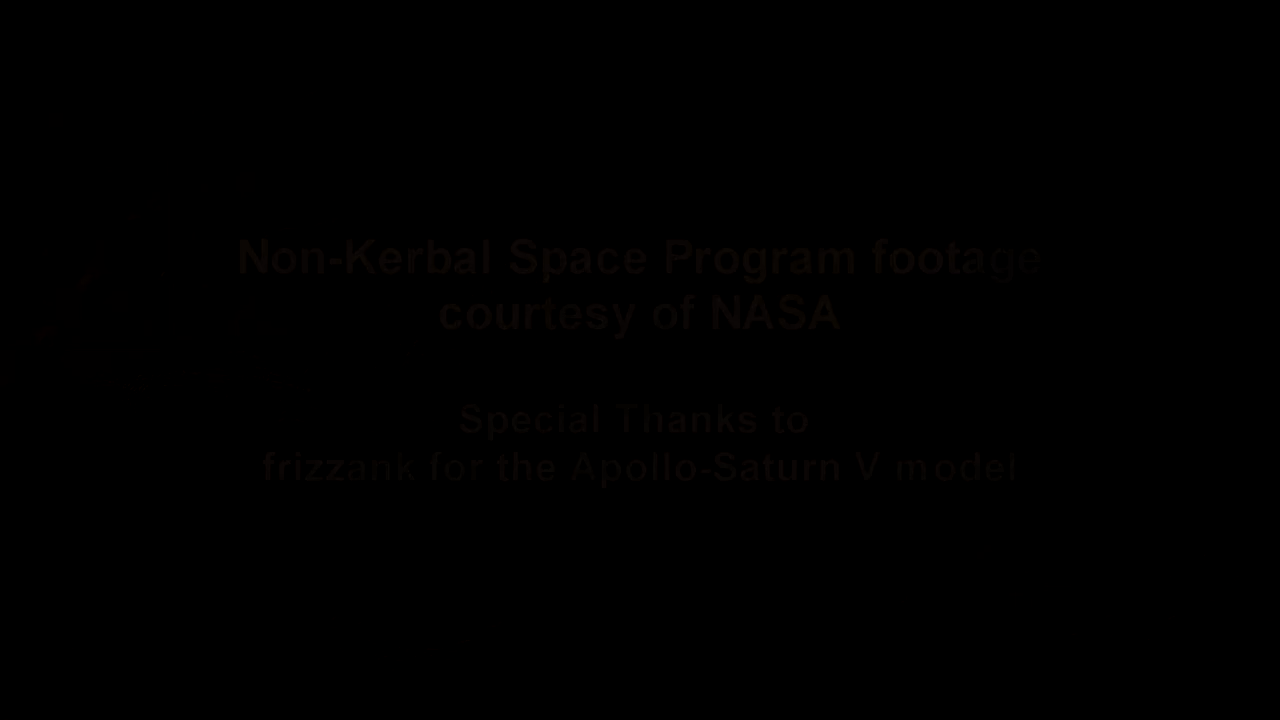 Non-Kerbal Space Program footage
courtesy of NASA
Special Thanks to
frizzank for the Apollo-Saturn V model